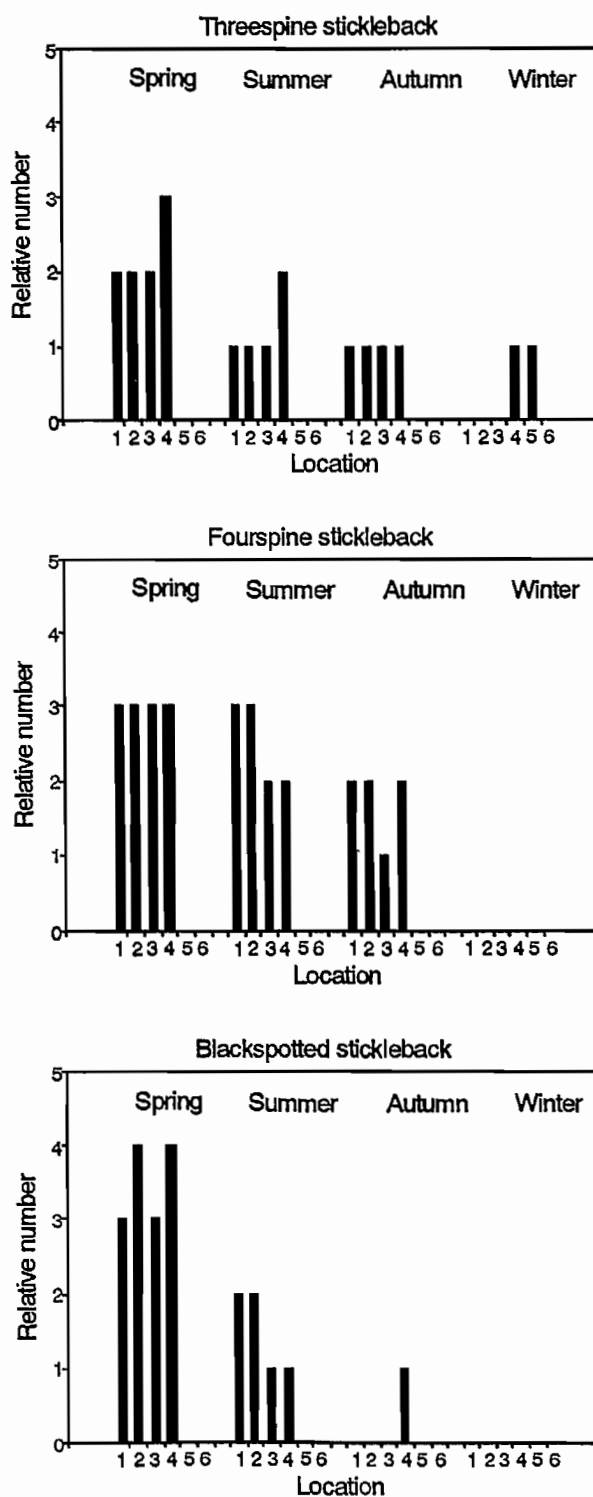 Threespine stickleback
5
Spring Summer Autumn Winter
4
3
2
1
0
Relative number
1 2 3 4 5 6 1 2 3 4 5 6 1 2 3 4 5 6 1 2 3 4 5 6
Location
Fourspine stickleback
5
Spring Summer Autumn Winter
4
3
2
1
0
Relative number
1 2 3 4 5 6 1 2 3 4 5 6 1 2 3 4 5 6 1 2 3 4 5 6
Location
Blackspotted stickleback
5
Spring Summer Autumn Winter
4
3
2
1
0
Relative number
1 2 3 4 5 6 1 2 3 4 5 6 1 2 3 4 5 6 1 2 3 4 5 6
Location